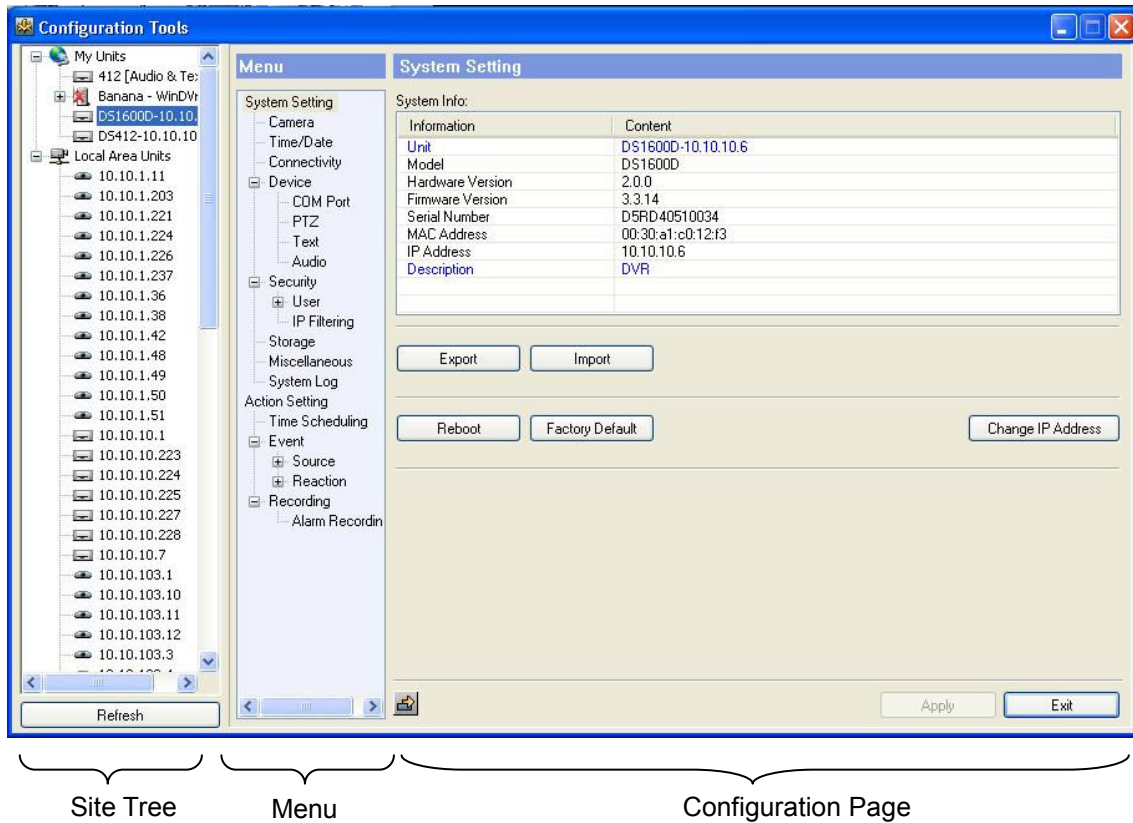 Configuration Tools
My Units
412 [Audio & Te
Banana - WinDVr
DS1600D-10.10.
DS412-10.10.10
Local Area Units
10.10.1.11
10.10.1.203
10.10.1.221
10.10.1.224
10.10.1.226
10.10.1.237
10.10.1.36
10.10.1.38
10.10.1.42
10.10.1.48
10.10.1.49
10.10.1.50
10.10.1.51
10.10.10.1
10.10.10.223
10.10.10.224
10.10.10.225
10.10.10.227
10.10.10.228
10.10.10.7
10.10.103.1
10.10.103.10
10.10.103.11
10.10.103.12
10.10.103.3
Refresh
Menu
System Setting
Camera
Time/Date
Connectivity
Device
COM Port
PTZ
Text
Audio
Security
User
IP Filtering
Storage
Miscellaneous
System Log
Action Setting
Time Scheduling
Event
Source
Reaction
Recording
Alarm Recordin
System Setting
System Info:
Information Content
Unit DS1600D-10.10.10.6
Model DS1600D
Hardware Version 2.0.0
Firmware Version 3.3.14
Serial Number D5RD40510034
MAC Address 00:30:a1:c0:12:f3
IP Address 10.10.10.6
Description DVR
Export Import
Reboot Factory Default Change IP Address
Apply Exit
Site Tree Menu Configuration Page